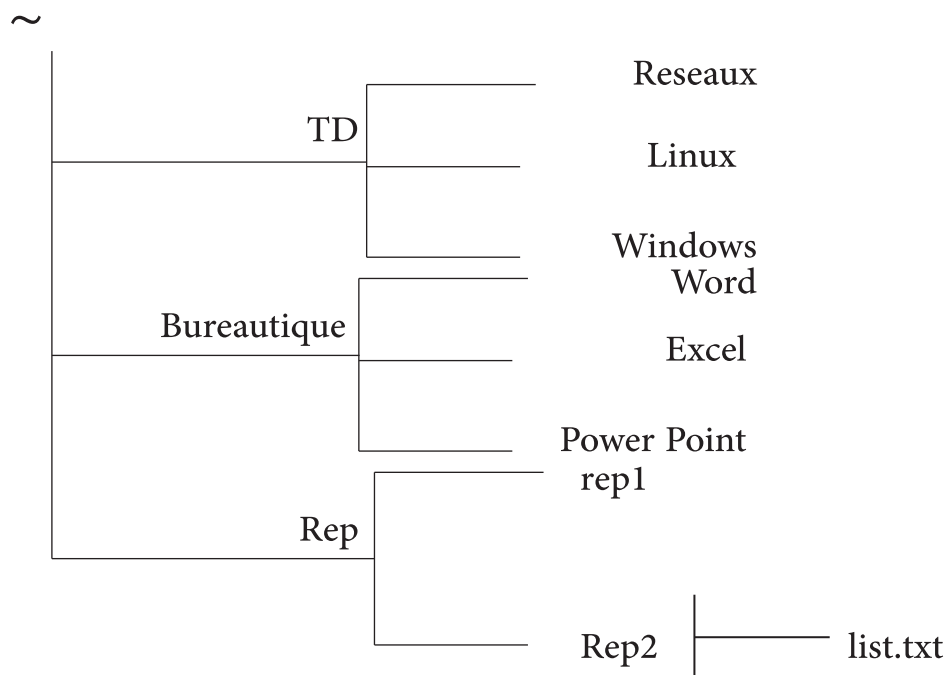 ~
Reseaux
TD
Linux
Windows
Word
Bureautique
Excel
Power Point
rep1
Rep
Rep2
list.txt